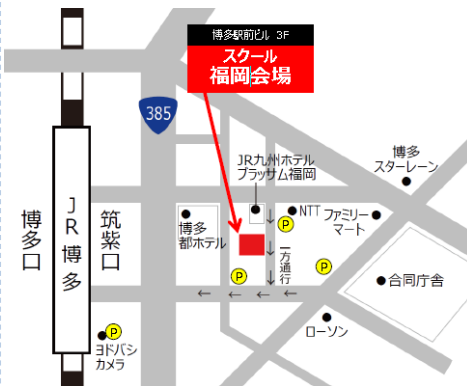 博多駅前ビル 3F
スクール
福岡会場
385
博多
スターレーン
JR九州ホテル
ブラッサム福岡
NTT
ファミリー
マート
博多
都ホテル
博多口
JR博多
筑紫口
P
一方通行
P
P
合同庁舎
← ← ← ←
↓
↓
↓
P
ヨドバシ
カメラ
ローソン